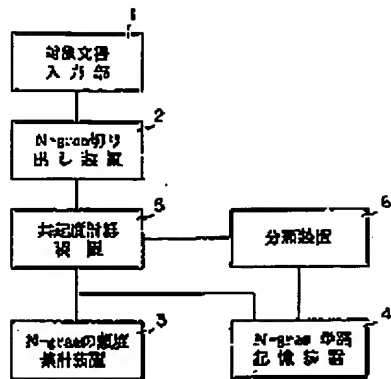 1
対象文書
入力部
2
N-gram切り
出し装置
5
共起度計算
装置
6
分類装置
3
N-gramの頻度
集計装置
4
N-gram 単語
記憶装置